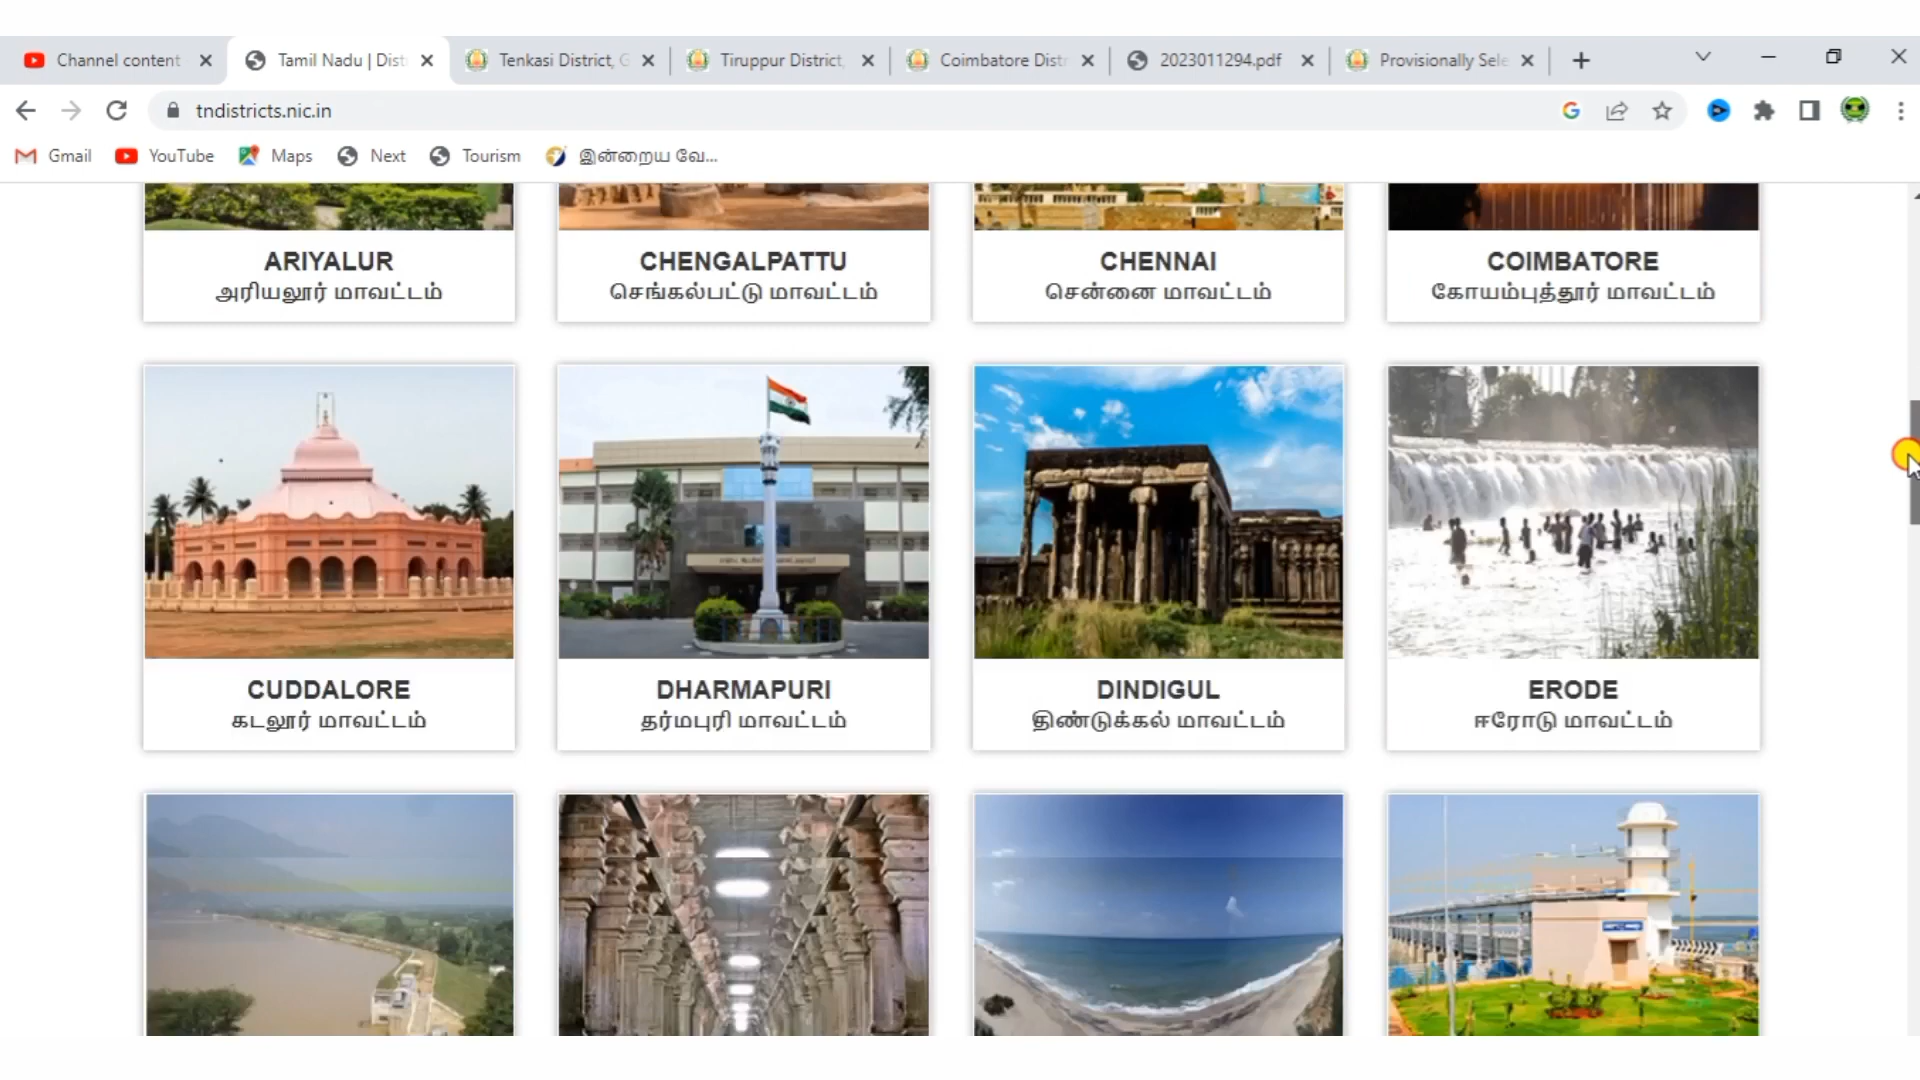 Channel content
Tamil Nadu | Dist
Tenkasi District, G
Tiruppur District,
Coimbatore Distr
2023011294.pdf
Provisionally Sele
tndistricts.nic.in
Gmail
YouTube
Maps
Next
Tourism
இன்றைய வே...
ARIYALUR
அரியலூர் மாவட்டம்
CHENGALPATTU
செங்கல்பட்டு மாவட்டம்
CHENNAI
சென்னை மாவட்டம்
COIMBATORE
கோயம்புத்தூர் மாவட்டம்
CUDDALORE
கடலூர் மாவட்டம்
DHARMAPURI
தர்மபுரி மாவட்டம்
DINDIGUL
திண்டுக்கல் மாவட்டம்
ERODE
ஈரோடு மாவட்டம்